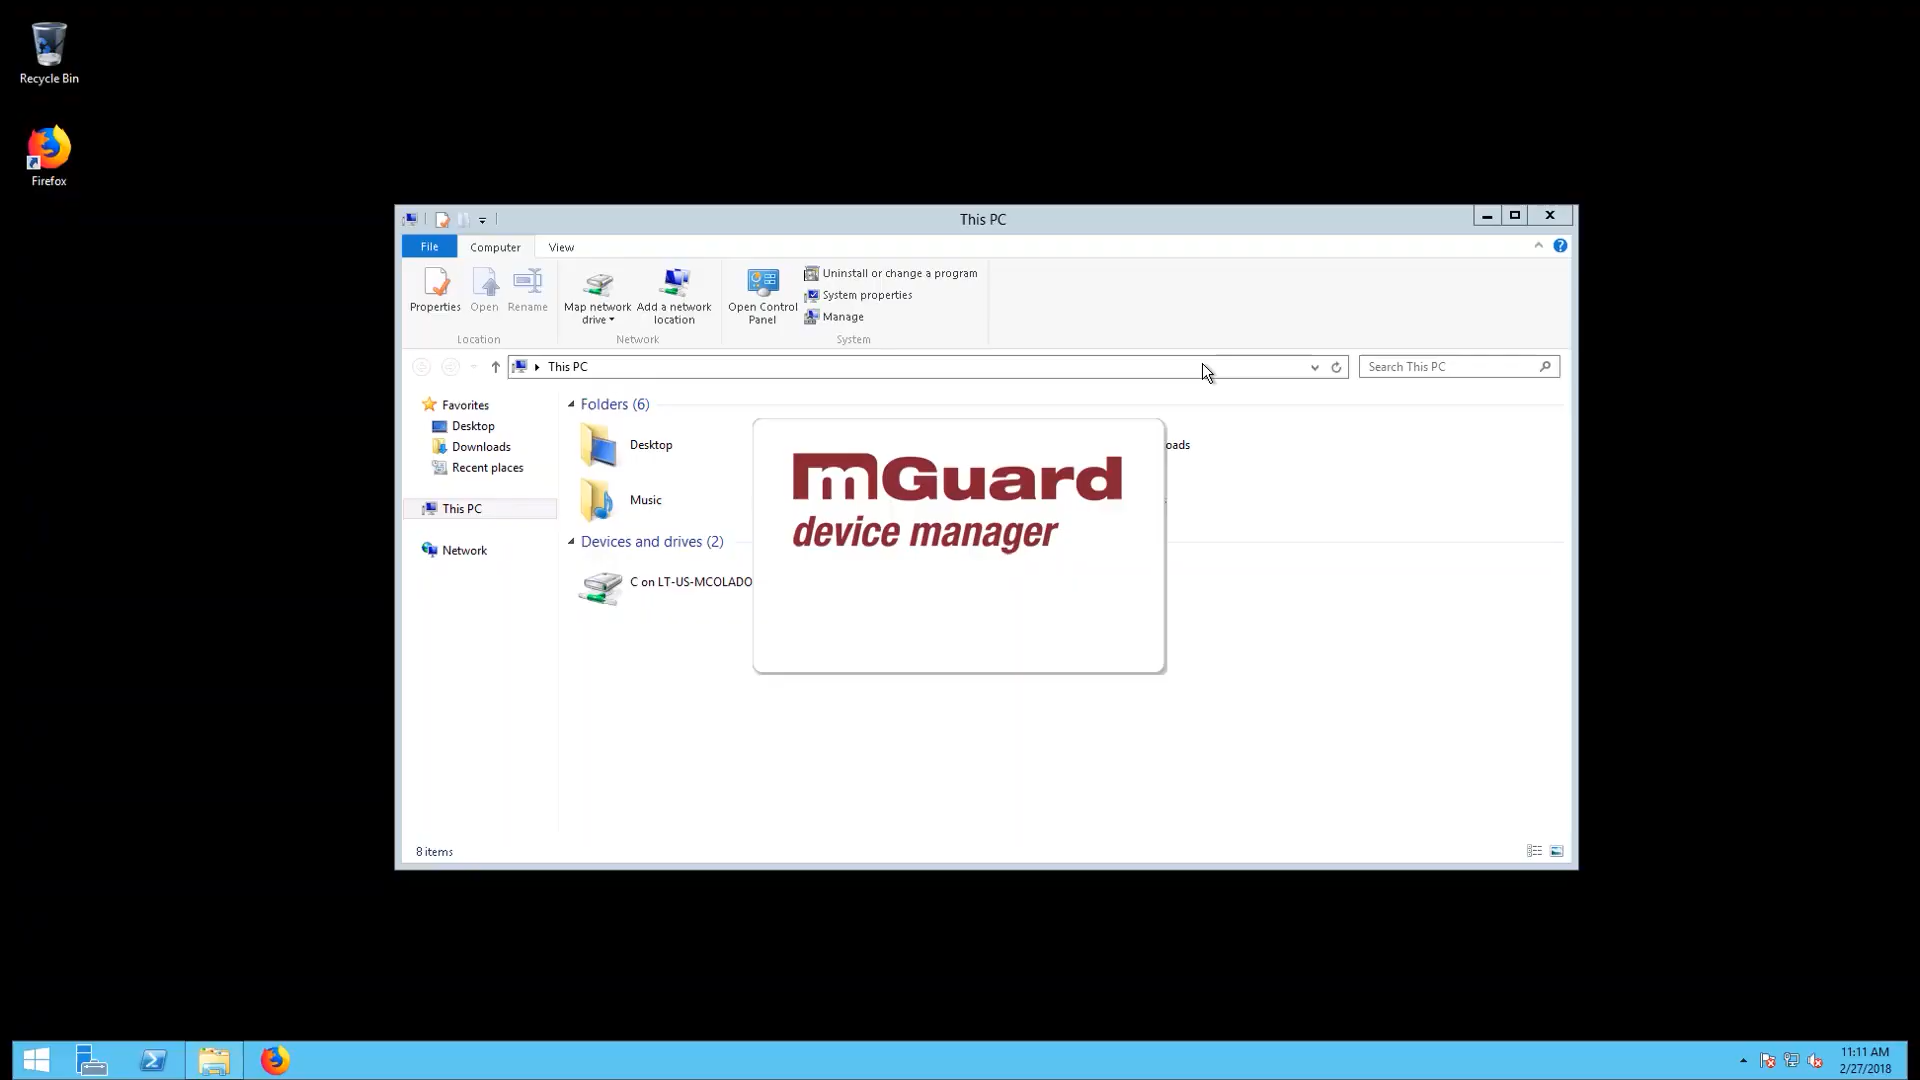 Recycle Bin
Firefox
This PC
File Computer View
Properties Open Rename
Map network drive
Add a network location
Open Control Panel
Uninstall or change a program
System properties
Manage
Location Network System
This PC
Search This PC
Favorites
Desktop
Downloads
Recent places
This PC
Network
Folders (6)
Desktop
oads
Music
Devices and drives (2)
C on LT-US-MCOLADO
mGuard
device manager
8 items
11:11 AM
2/27/2018